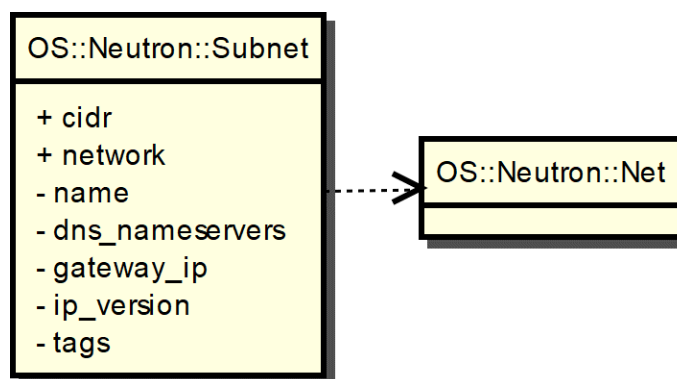 OS::Neutron::Subnet
+ cidr
+ network
- name
- dns_nameservers
- gateway_ip
- ip_version
- tags
OS::Neutron::Net